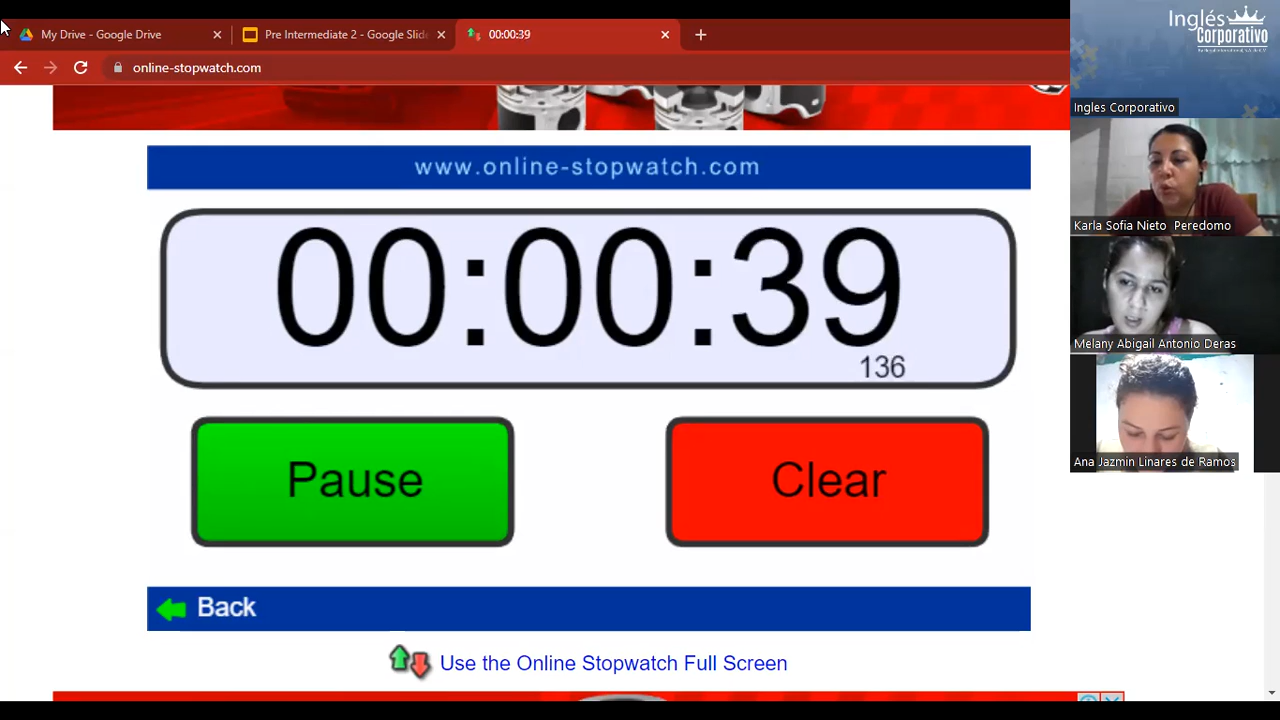 My Drive - Google Drive
Pre Intermediate 2 - Google Slide
00:00:39
online-stopwatch.com
www.online-stopwatch.com
00:00:39
136
Pause
Clear
Back
Use the Online Stopwatch Full Screen
Inglés
Corporativo
Ingles Corporativo
Karla Sofia Nieto Peredomo
Melany Abigail Antonio Deras
Ana Jazmin Linares de Ramos